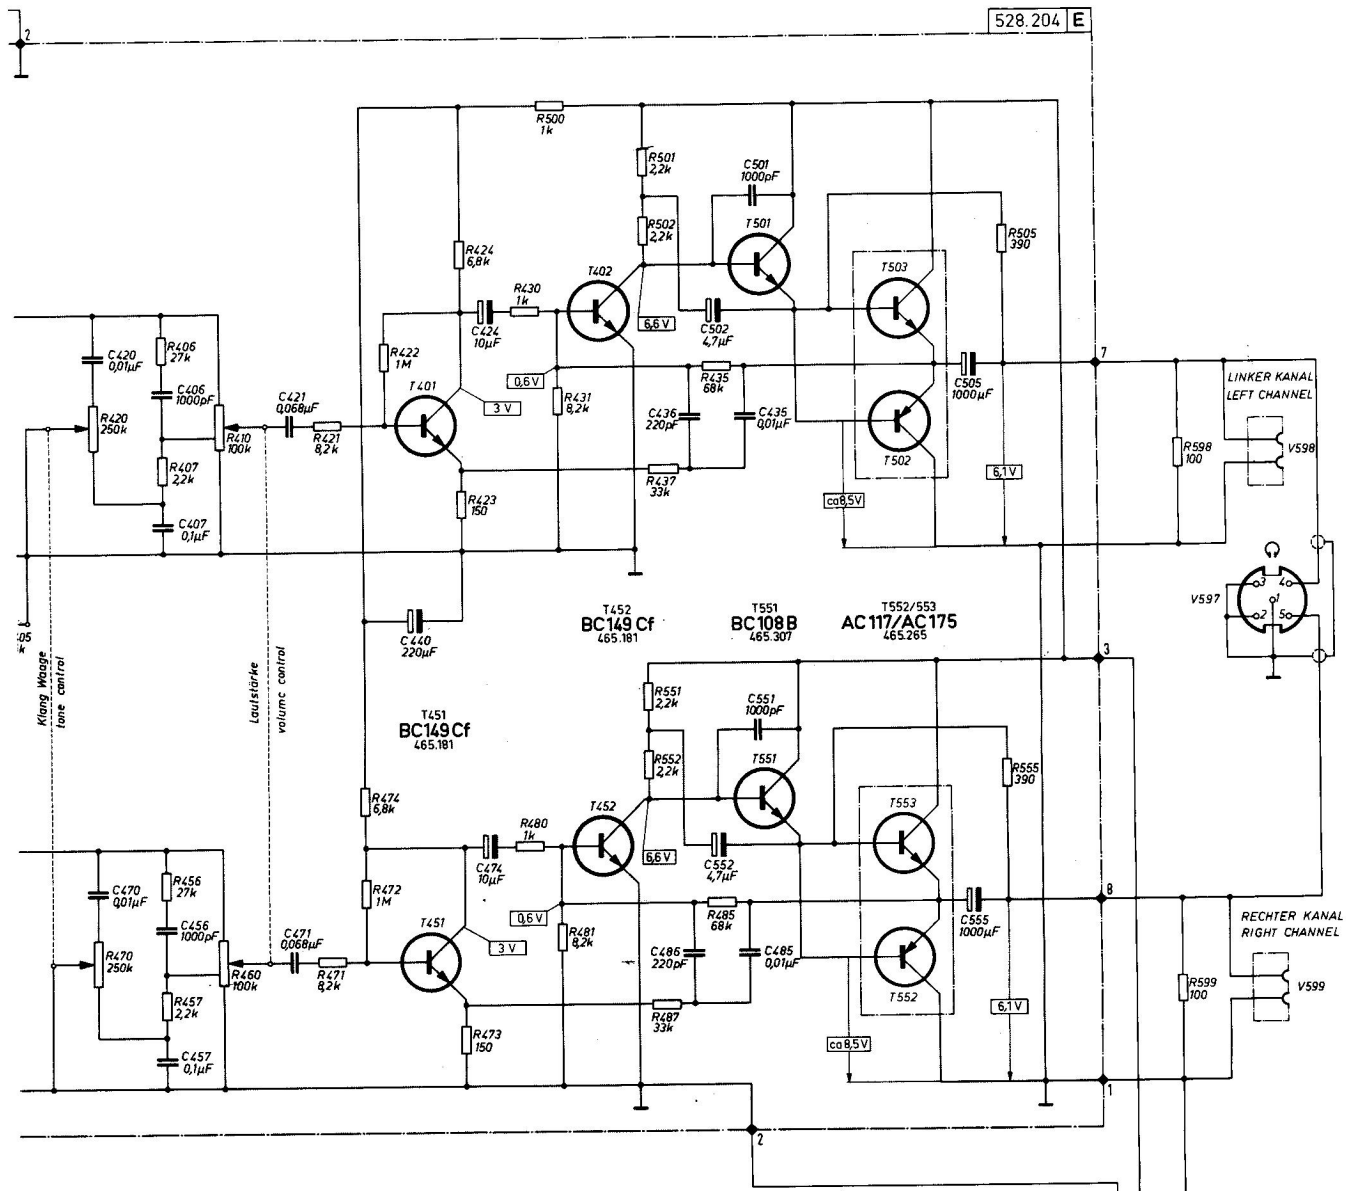 528.204 E
2
R500
1k
R501
2,2k
C501
1000pF
R502
2,2k
T501
R505
390
R424
6,8k
T402
T503
R430
1k
C424
10µF
6,6 V
C502
4,7µF
R406
27k
C420
0,01µF
R422
1M
7
C406
1000pF
T401
0,6 V
R435
68k
C505
1000µF
LINKER KANAL
LEFT CHANNEL
C421
0,068µF
3 V
R431
8,2k
C436
220pF
C435
0,01µF
R420
250k
R410
100k
R421
8,2k
T502
R598
100
V598
R407
2,2k
R437
33k
6,1V
R423
150
ca 8,5V
C407
0,1µF
V597
3
4
1
2
5
C440
220µF
T452
BC149 Cf
465.181
T551
BC108B
465.307
T552/553
AC117/AC175
465.265
Klang Waage
tone control
Lautstärke
volume control
3
T451
BC149 Cf
465.181
R551
2,2k
C551
1000pF
R552
2,2k
T551
R555
390
R474
6,8k
T452
T553
R480
1k
C474
10µF
6,6V
C552
4,7µF
R456
27k
C470
0,01µF
R472
1M
8
C456
1000pF
T451
0,6 V
R485
68k
C555
1000µF
RECHTER KANAL
RIGHT CHANNEL
C471
0,068µF
3 V
R481
8,2k
C486
220pF
C485
0,01µF
R470
250k
R460
100k
R471
8,2k
T552
R599
100
V599
R457
2,2k
R487
33k
6,1V
R473
150
ca 8,5V
C457
0,1µF
1
2